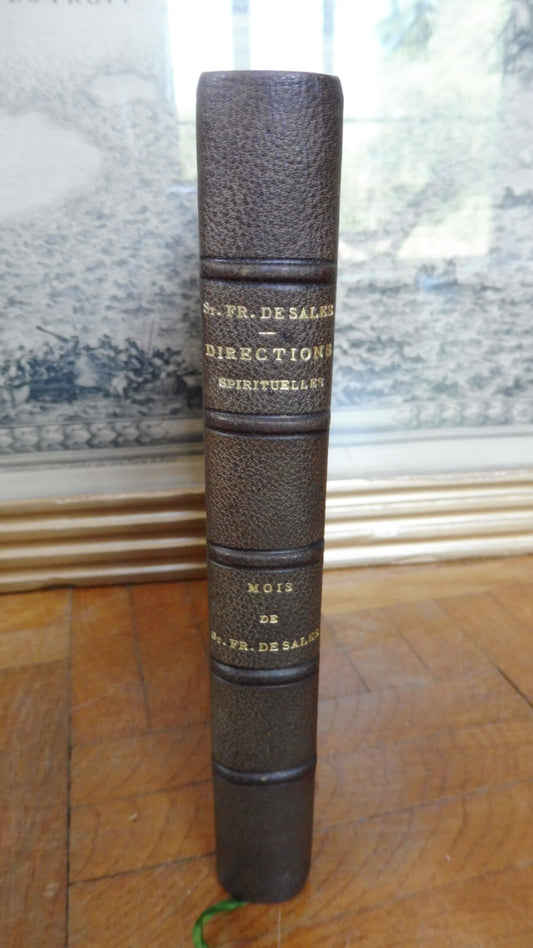 ST. FR. DE SALES
—
DIRECTIONS
SPIRITUELLES
MOIS
DE
ST. FR. DE SALES